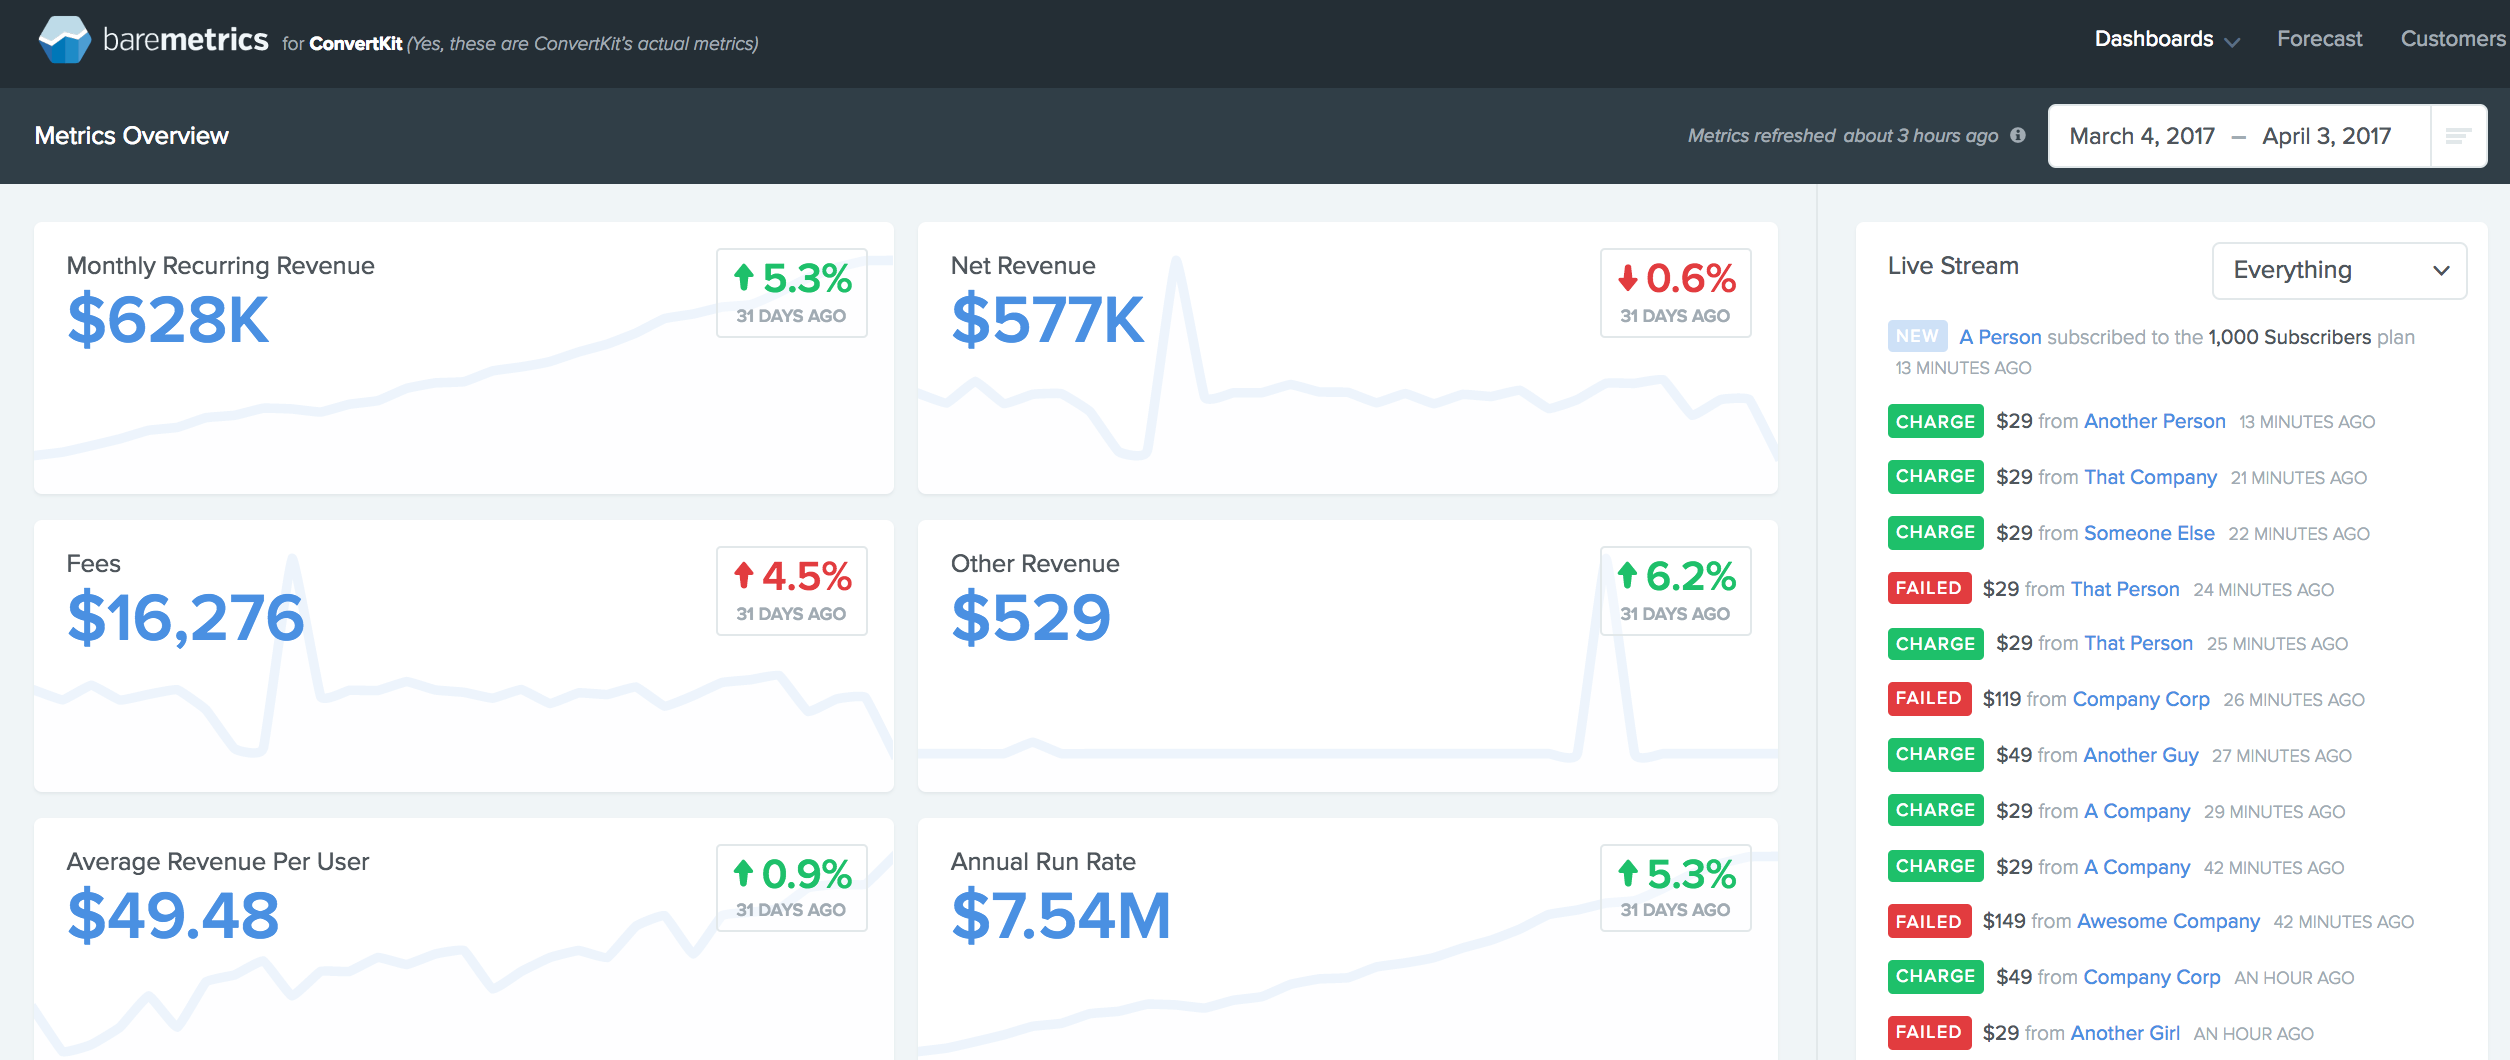 baremetrics for ConvertKit (Yes, these are ConvertKit's actual metrics)
Dashboards Forecast Customers
Metrics Overview
Metrics refreshed about 3 hours ago
March 4, 2017 – April 3, 2017
Monthly Recurring Revenue
$628K
5.3%
31 DAYS AGO
Net Revenue
$577K
0.6%
31 DAYS AGO
Fees
$16,276
4.5%
31 DAYS AGO
Other Revenue
$529
6.2%
31 DAYS AGO
Average Revenue Per User
$49.48
0.9%
31 DAYS AGO
Annual Run Rate
$7.54M
5.3%
31 DAYS AGO
Live Stream
Everything
NEW A Person subscribed to the 1,000 Subscribers plan
13 MINUTES AGO
CHARGE $29 from Another Person 13 MINUTES AGO
CHARGE $29 from That Company 21 MINUTES AGO
CHARGE $29 from Someone Else 22 MINUTES AGO
FAILED $29 from That Person 24 MINUTES AGO
CHARGE $29 from That Person 25 MINUTES AGO
FAILED $119 from Company Corp 26 MINUTES AGO
CHARGE $49 from Another Guy 27 MINUTES AGO
CHARGE $29 from A Company 29 MINUTES AGO
CHARGE $29 from A Company 42 MINUTES AGO
FAILED $149 from Awesome Company 42 MINUTES AGO
CHARGE $49 from Company Corp AN HOUR AGO
FAILED $29 from Another Girl AN HOUR AGO